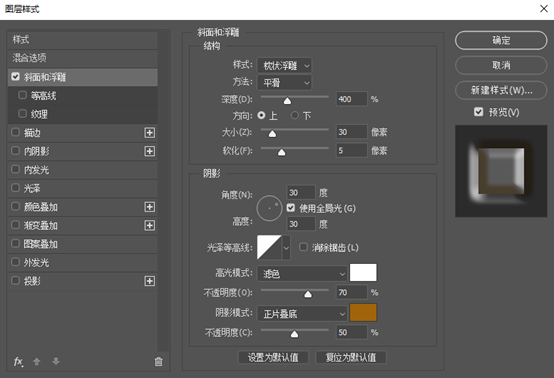 图层样式
样式
混合选项
斜面和浮雕
等高线
纹理
描边
内阴影
内发光
光泽
颜色叠加
渐变叠加
图案叠加
外发光
投影
fx
斜面和浮雕
结构
样式: 枕状浮雕
方法: 平滑
深度(D): 400 %
方向: 上 下
大小(Z): 30 像素
软化(F): 5 像素
阴影
角度(N): 30 度
使用全局光(G)
高度: 30 度
光泽等高线: 消除锯齿(L)
高光模式: 滤色
不透明度(O): 70 %
阴影模式: 正片叠底
不透明度(C): 50 %
设置为默认值 复位为默认值
确定
取消
新建样式(W)...
预览(V)